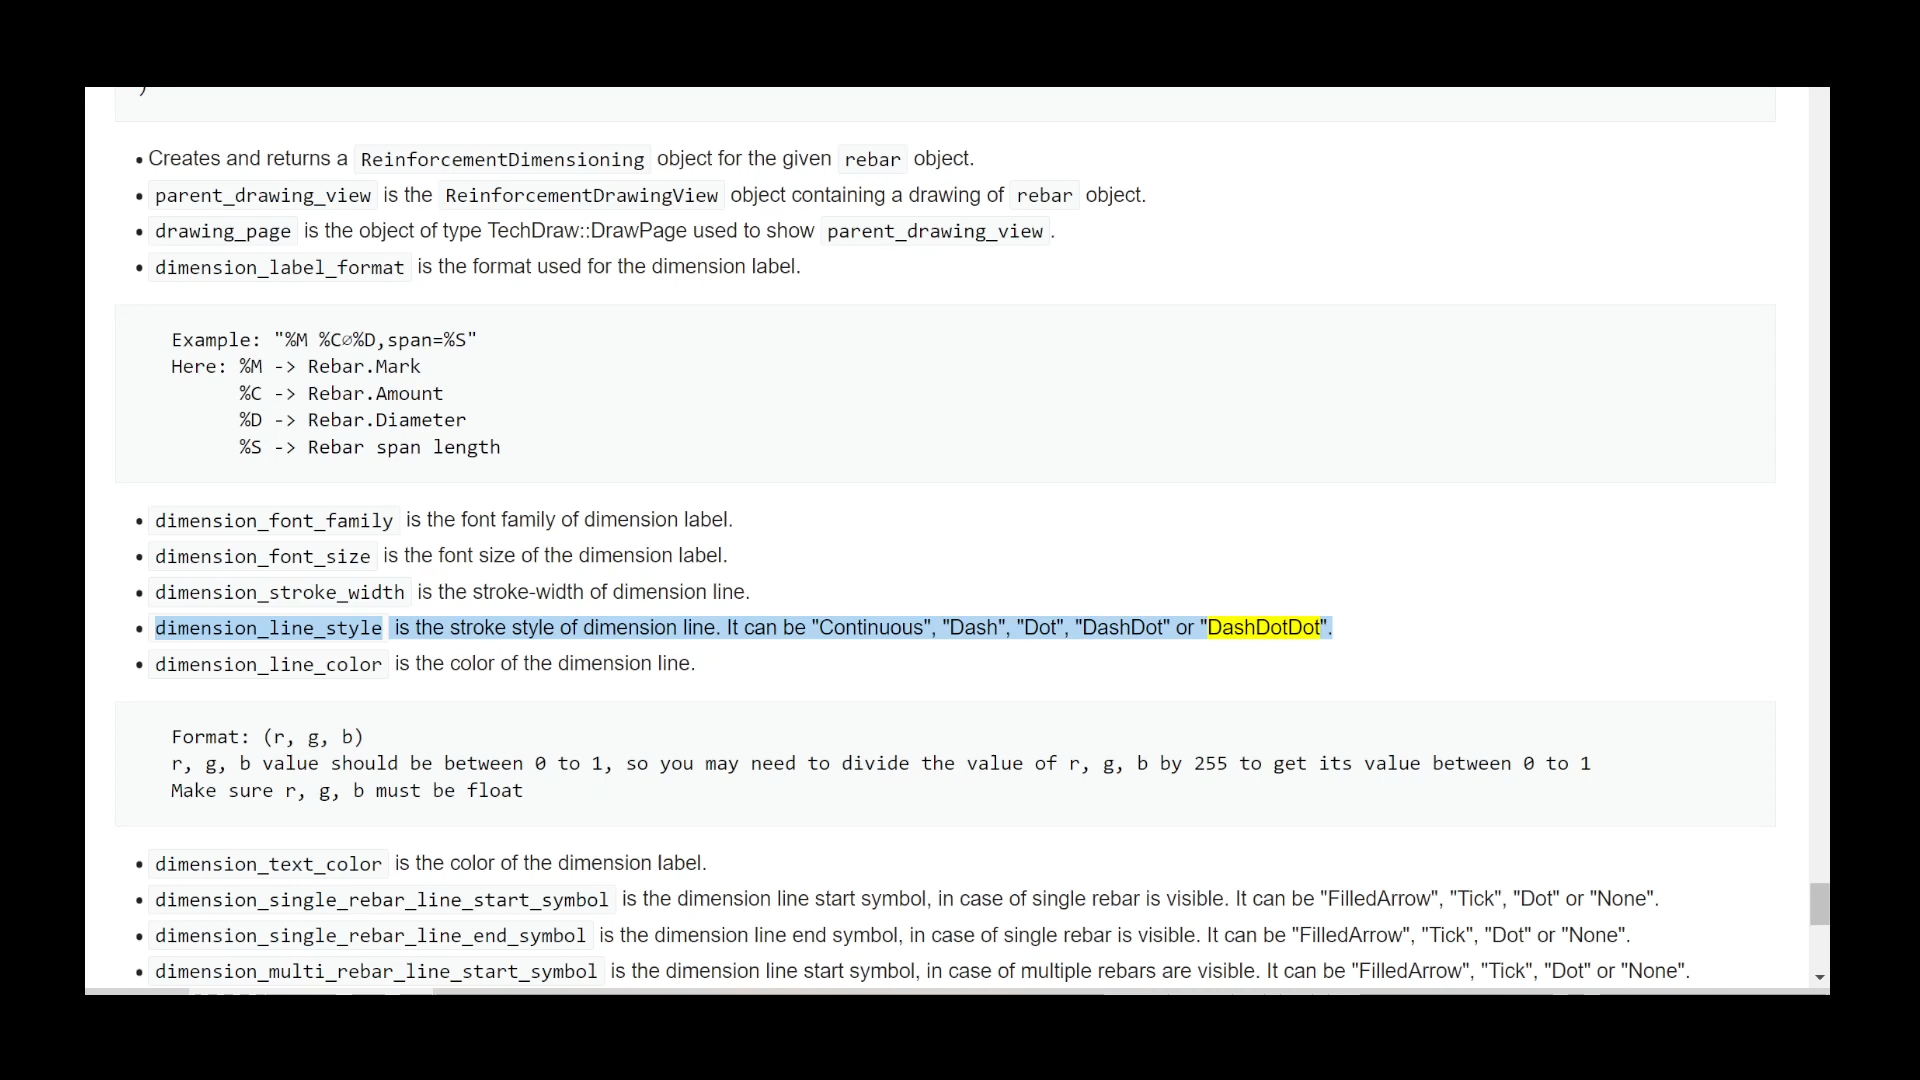 )
• Creates and returns a ReinforcementDimensioning object for the given rebar object.
• parent_drawing_view is the ReinforcementDrawingView object containing a drawing of rebar object.
• drawing_page is the object of type TechDraw::DrawPage used to show parent_drawing_view.
• dimension_label_format is the format used for the dimension label.
Example: "%M %C⌀%D,span=%S"
Here: %M -> Rebar.Mark
%C -> Rebar.Amount
%D -> Rebar.Diameter
%S -> Rebar span length
• dimension_font_family is the font family of dimension label.
• dimension_font_size is the font size of the dimension label.
• dimension_stroke_width is the stroke-width of dimension line.
• dimension_line_style is the stroke style of dimension line. It can be "Continuous", "Dash", "Dot", "DashDot" or "DashDotDot".
• dimension_line_color is the color of the dimension line.
Format: (r, g, b)
r, g, b value should be between 0 to 1, so you may need to divide the value of r, g, b by 255 to get its value between 0 to 1
Make sure r, g, b must be float
• dimension_text_color is the color of the dimension label.
• dimension_single_rebar_line_start_symbol is the dimension line start symbol, in case of single rebar is visible. It can be "FilledArrow", "Tick", "Dot" or "None".
• dimension_single_rebar_line_end_symbol is the dimension line end symbol, in case of single rebar is visible. It can be "FilledArrow", "Tick", "Dot" or "None".
• dimension_multi_rebar_line_start_symbol is the dimension line start symbol, in case of multiple rebars are visible. It can be "FilledArrow", "Tick", "Dot" or "None".